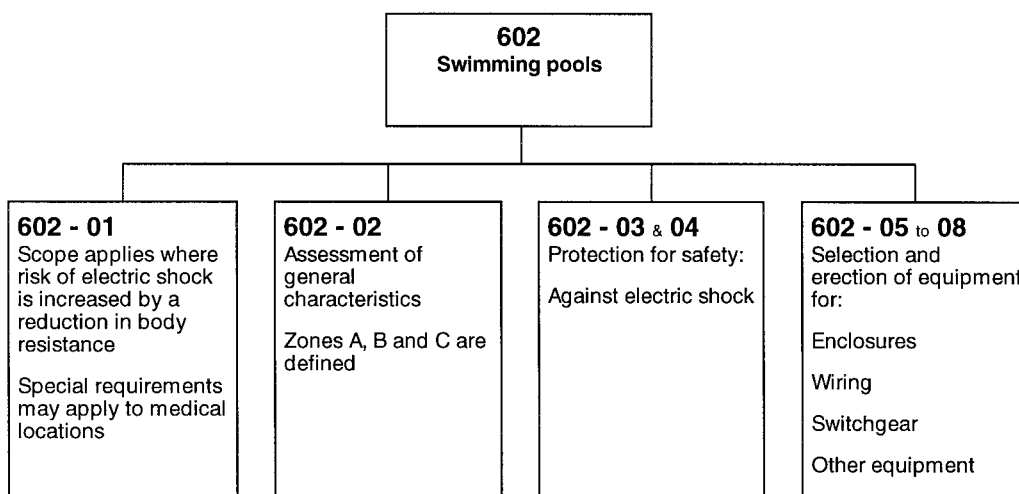 602
Swimming pools
602 - 01
Scope applies where
risk of electric shock
is increased by a
reduction in body
resistance
Special requirements
may apply to medical
locations
602 - 02
Assessment of
general
characteristics
Zones A, B and C are
defined
602 - 03 & 04
Protection for safety:
Against electric shock
602 - 05 to 08
Selection and
erection of equipment
for:
Enclosures
Wiring
Switchgear
Other equipment